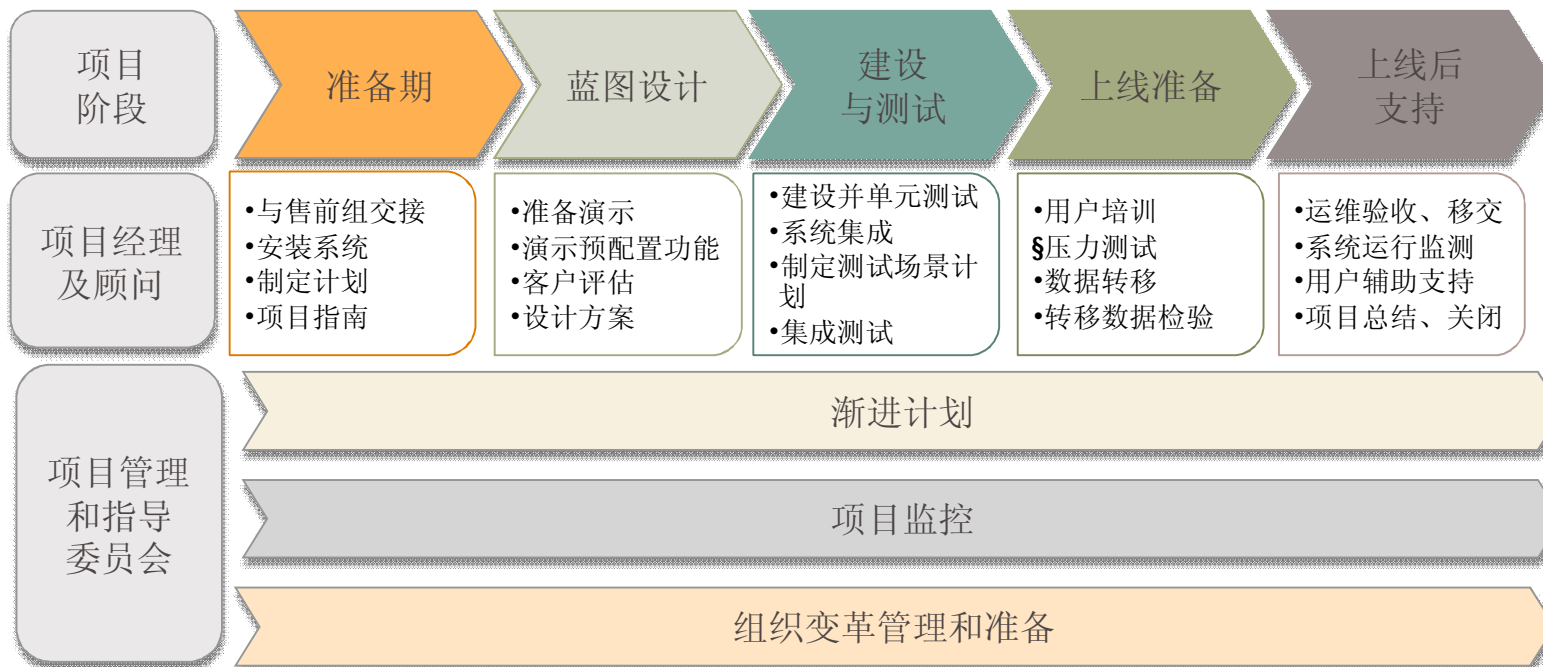 项目
阶段
准备期
蓝图设计
建设
与测试
上线准备
上线后
支持
项目经理
及顾问
•与售前组交接
•安装系统
•制定计划
•项目指南
•准备演示
•演示预配置功能
•客户评估
•设计方案
•建设并单元测试
•系统集成
•制定测试场景计
划
•集成测试
•用户培训
§压力测试
•数据转移
•转移数据检验
•运维验收、移交
•系统运行监测
•用户辅助支持
•项目总结、关闭
项目管理
和指导
委员会
渐进计划
项目监控
组织变革管理和准备